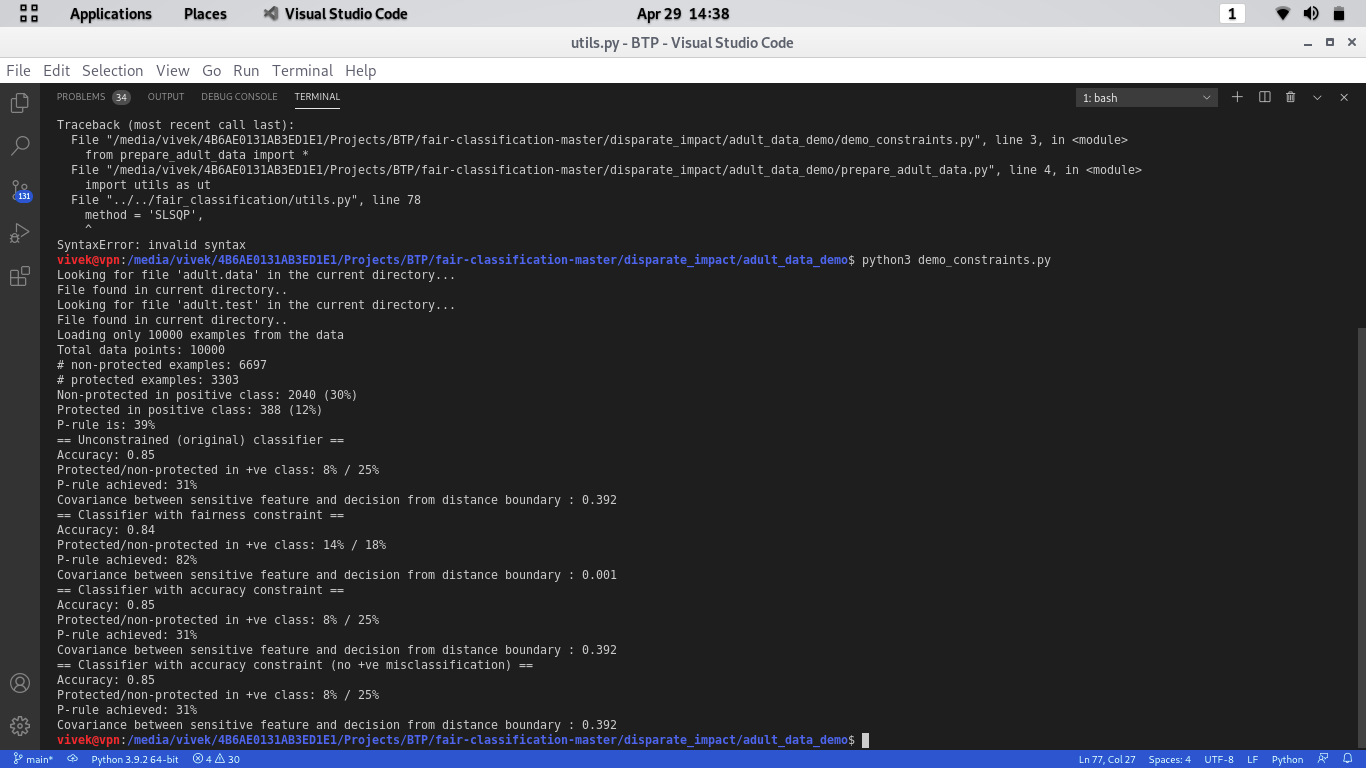 Applications Places Visual Studio Code Apr 29 14:38 1
utils.py - BTP - Visual Studio Code
File Edit Selection View Go Run Terminal Help
PROBLEMS 34 OUTPUT DEBUG CONSOLE TERMINAL 1: bash
Traceback (most recent call last):
File "/media/vivek/4B6AE0131AB3ED1E1/Projects/BTP/fair-classification-master/disparate_impact/adult_data_demo/demo_constraints.py", line 3, in <module>
from prepare_adult_data import *
File "/media/vivek/4B6AE0131AB3ED1E1/Projects/BTP/fair-classification-master/disparate_impact/adult_data_demo/prepare_adult_data.py", line 4, in <module>
import utils as ut
File "../../fair_classification/utils.py", line 78
method = 'SLSQP',
^
SyntaxError: invalid syntax
vivek@vpn:/media/vivek/4B6AE0131AB3ED1E1/Projects/BTP/fair-classification-master/disparate_impact/adult_data_demo$ python3 demo_constraints.py
Looking for file 'adult.data' in the current directory...
File found in current directory..
Looking for file 'adult.test' in the current directory...
File found in current directory..
Loading only 10000 examples from the data
Total data points: 10000
# non-protected examples: 6697
# protected examples: 3303
Non-protected in positive class: 2040 (30%)
Protected in positive class: 388 (12%)
P-rule is: 39%
== Unconstrained (original) classifier ==
Accuracy: 0.85
Protected/non-protected in +ve class: 8% / 25%
P-rule achieved: 31%
Covariance between sensitive feature and decision from distance boundary : 0.392
== Classifier with fairness constraint ==
Accuracy: 0.84
Protected/non-protected in +ve class: 14% / 18%
P-rule achieved: 82%
Covariance between sensitive feature and decision from distance boundary : 0.001
== Classifier with accuracy constraint ==
Accuracy: 0.85
Protected/non-protected in +ve class: 8% / 25%
P-rule achieved: 31%
Covariance between sensitive feature and decision from distance boundary : 0.392
== Classifier with accuracy constraint (no +ve misclassification) ==
Accuracy: 0.85
Protected/non-protected in +ve class: 8% / 25%
P-rule achieved: 31%
Covariance between sensitive feature and decision from distance boundary : 0.392
vivek@vpn:/media/vivek/4B6AE0131AB3ED1E1/Projects/BTP/fair-classification-master/disparate_impact/adult_data_demo$
131
main* Python 3.9.2 64-bit 4 30 Ln 77, Col 27 Spaces: 4 UTF-8 LF Python